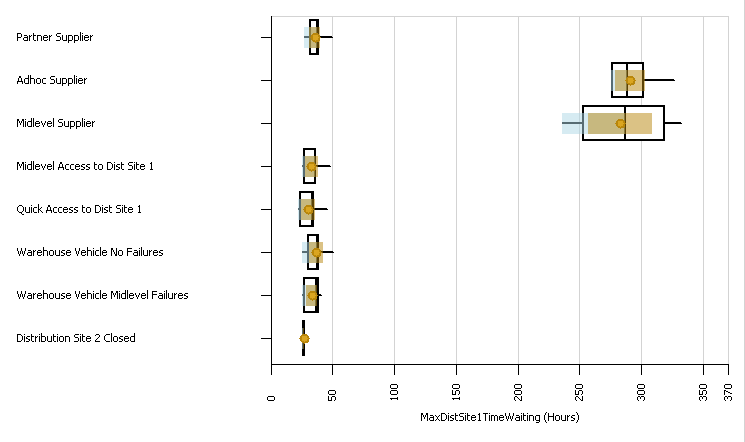 Partner Supplier
Adhoc Supplier
Midlevel Supplier
Midlevel Access to Dist Site 1
Quick Access to Dist Site 1
Warehouse Vehicle No Failures
Warehouse Vehicle Midlevel Failures
Distribution Site 2 Closed
0 50 100 150 200 250 300 350 370
MaxDistSite1TimeWaiting (Hours)